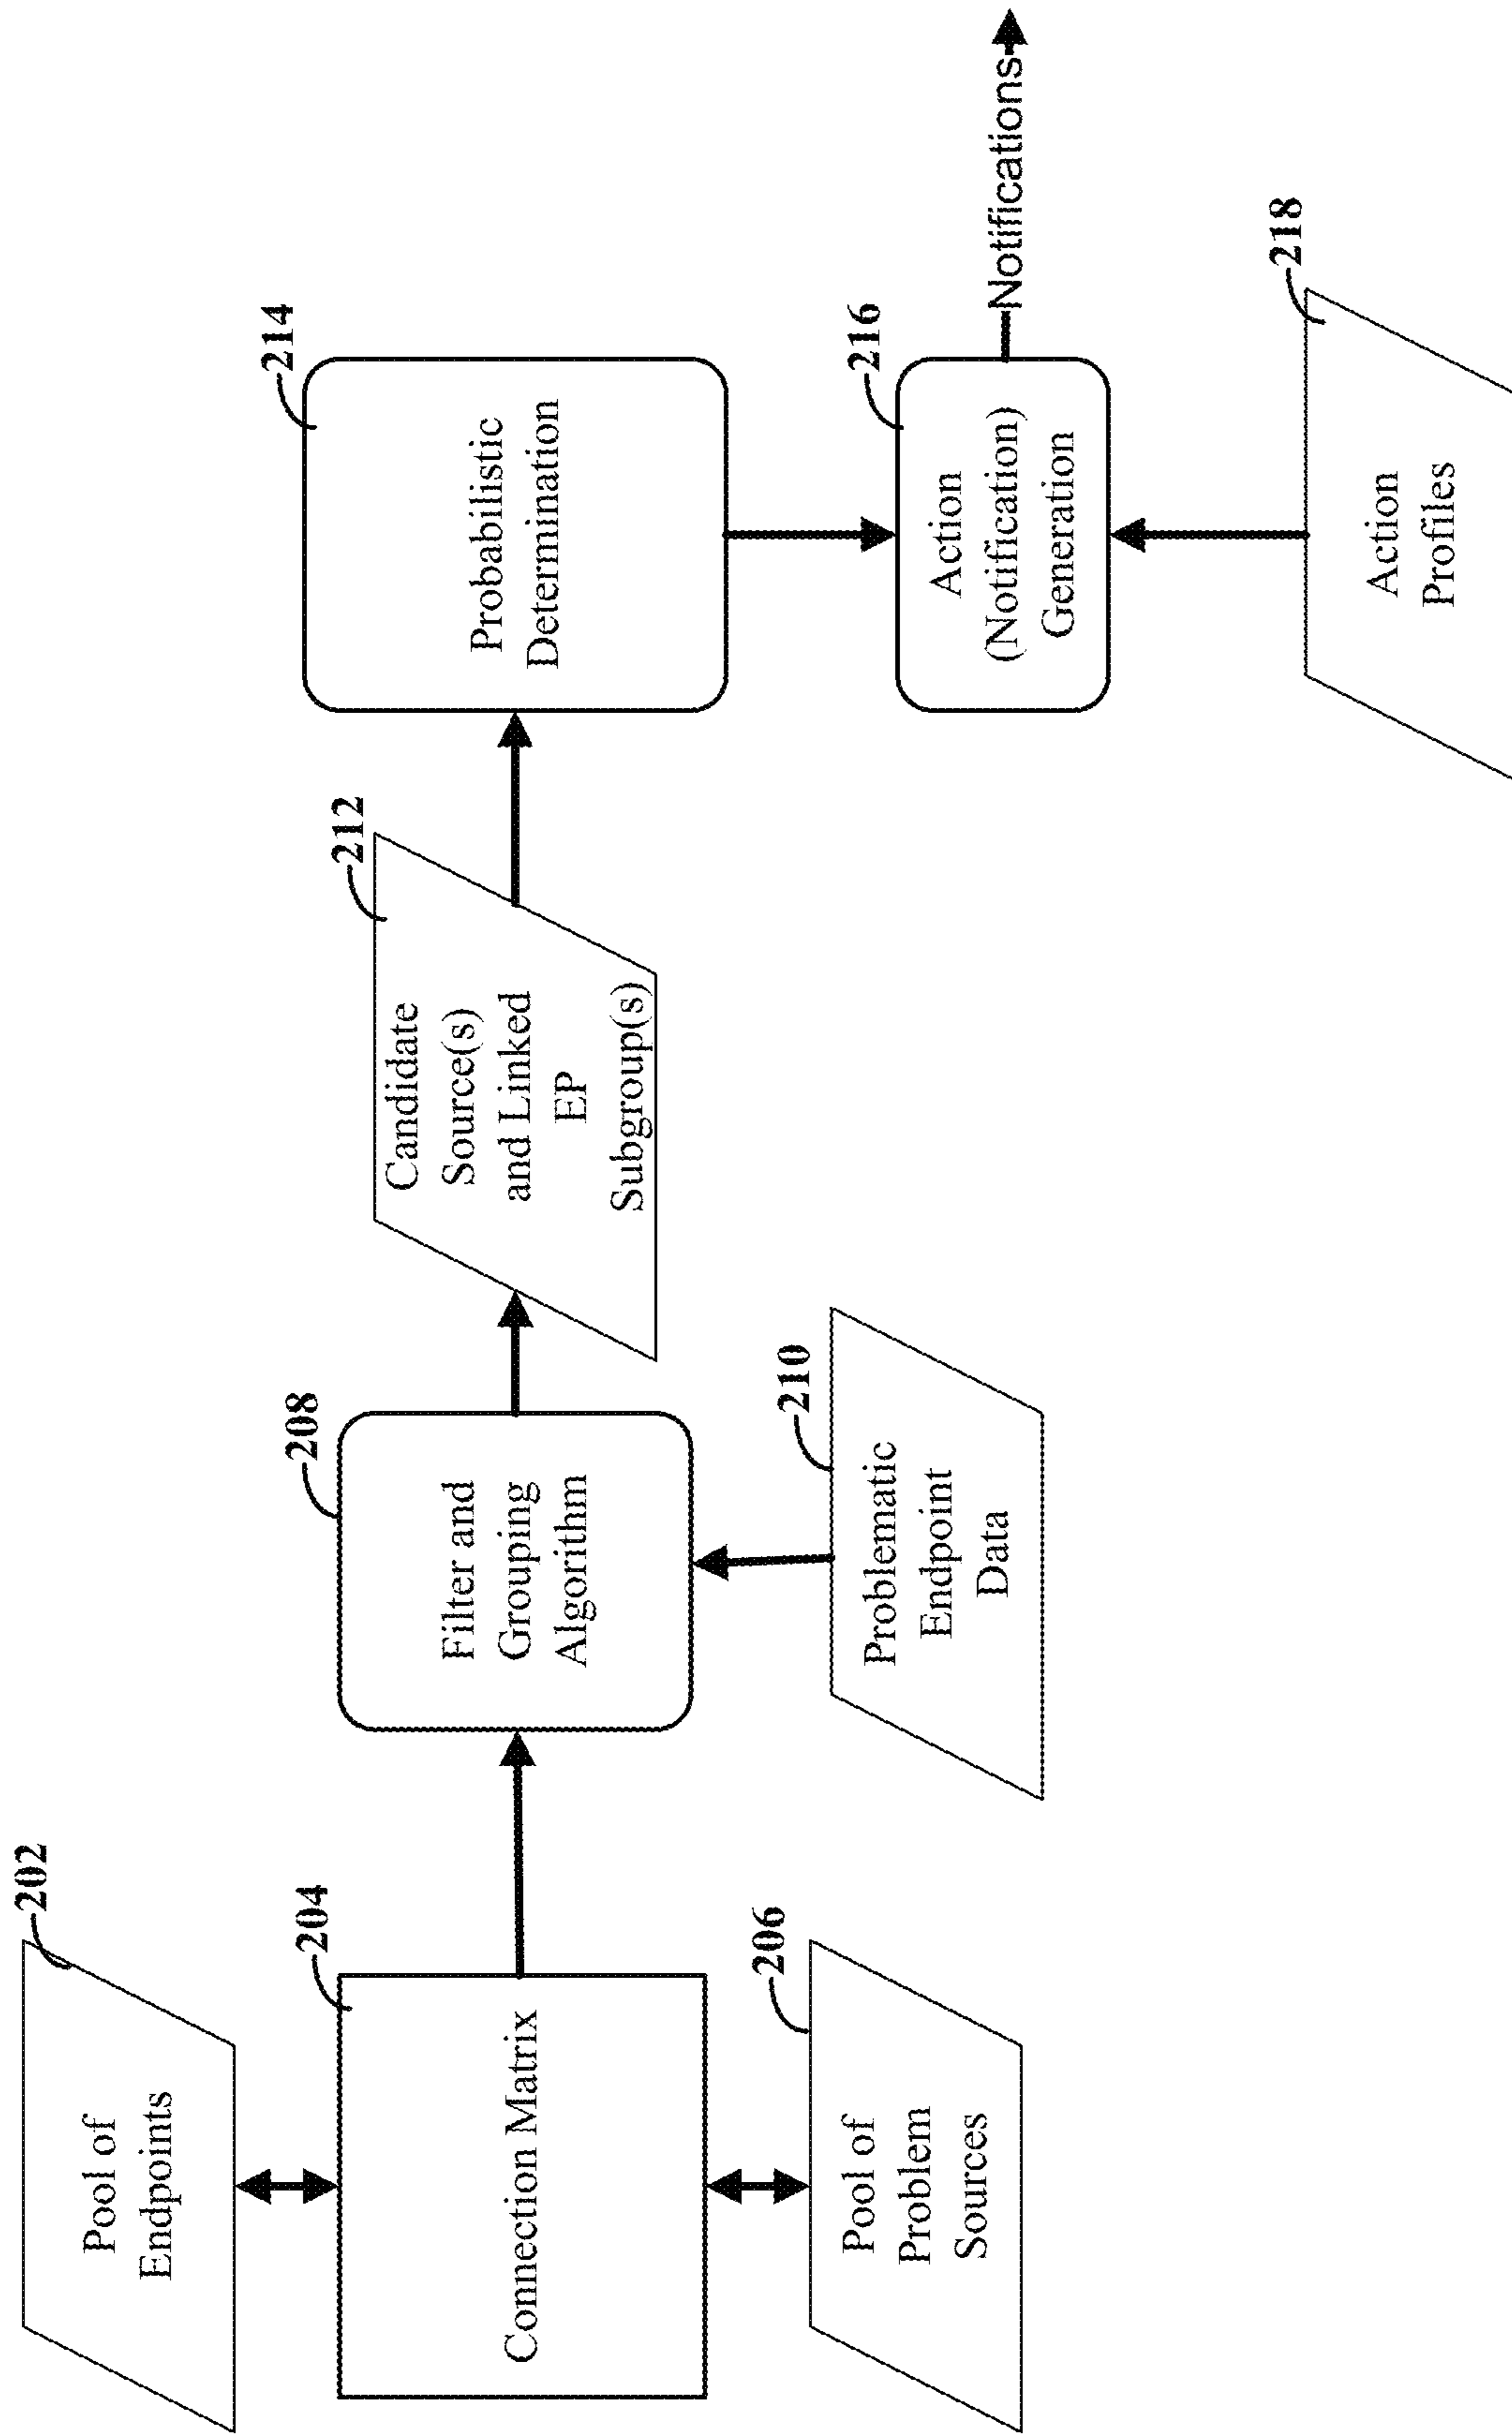 202
Pool of
Endpoints
204
Connection Matrix
206
Pool of
Problem
Sources
208
Filter and
Grouping
Algorithm
210
Problematic
Endpoint
Data
212
Candidate
Source(s)
and Linked
EP
Subgroup(s)
214
Probabilistic
Determination
216
Action
(Notification)
Generation
Notifications
218
Action
Profiles